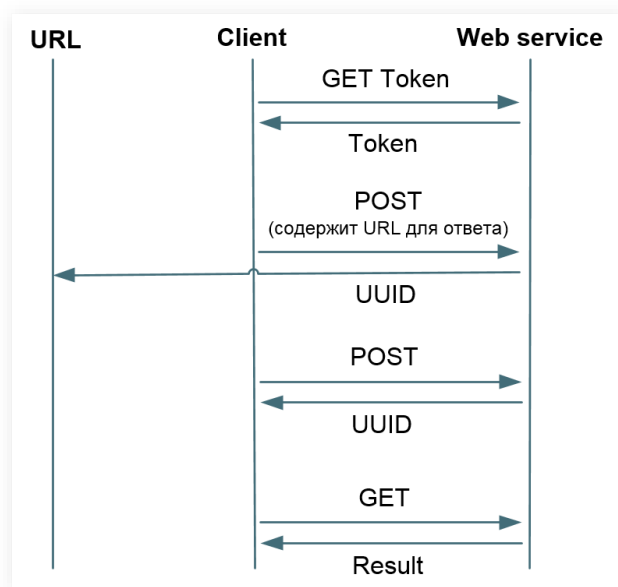 URL Client Web service
GET Token
Token
POST
(содержит URL для ответа)
UUID
POST
UUID
GET
Result